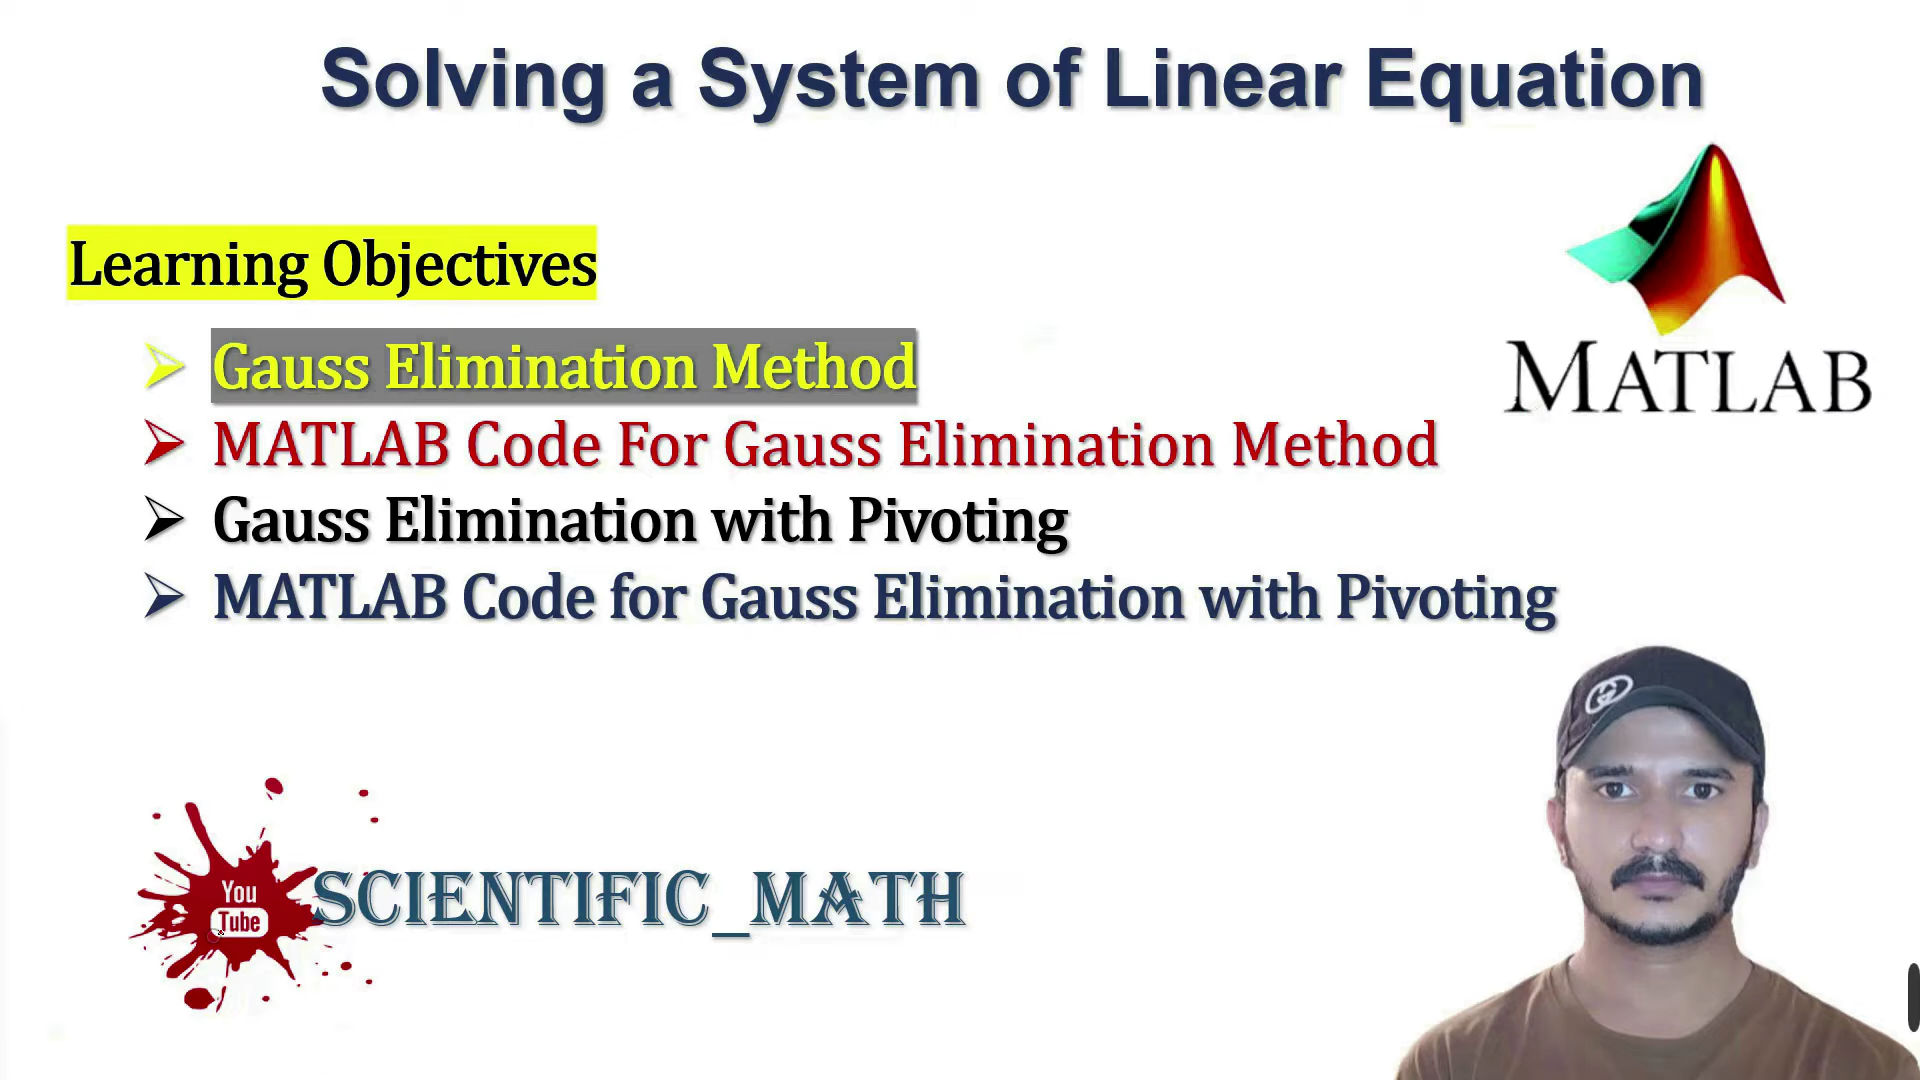 Solving a System of Linear Equation
Learning Objectives
Gauss Elimination Method
MATLAB
MATLAB Code For Gauss Elimination Method
Gauss Elimination with Pivoting
MATLAB Code for Gauss Elimination with Pivoting
You
Tube
SCIENTIFIC_MATH